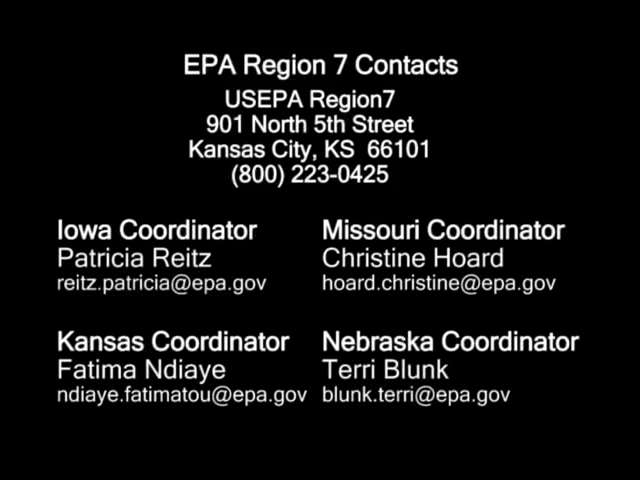 EPA Region 7 Contacts
USEPA Region7
901 North 5th Street
Kansas City, KS 66101
(800) 223-0425
Iowa Coordinator
Patricia Reitz
reitz.patricia@epa.gov
Missouri Coordinator
Christine Hoard
hoard.christine@epa.gov
Kansas Coordinator
Fatima Ndiaye
ndiaye.fatimatou@epa.gov
Nebraska Coordinator
Terri Blunk
blunk.terri@epa.gov